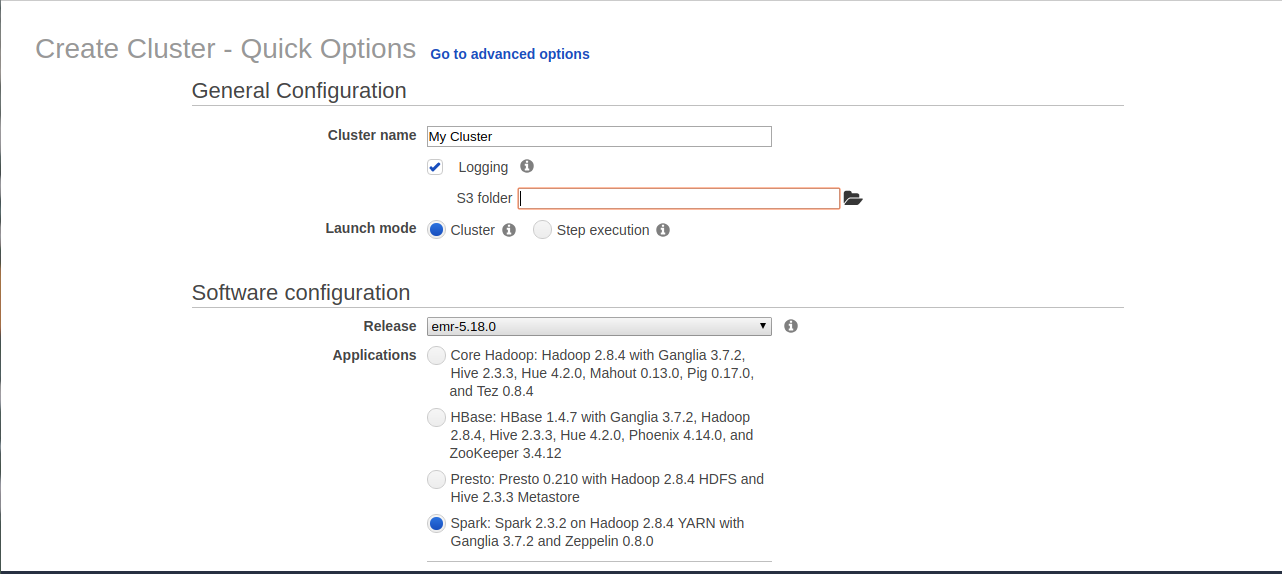 Create Cluster - Quick Options Go to advanced options
General Configuration
Cluster name My Cluster
Logging
S3 folder
Launch mode Cluster Step execution
Software configuration
Release emr-5.18.0
Applications Core Hadoop: Hadoop 2.8.4 with Ganglia 3.7.2,
Hive 2.3.3, Hue 4.2.0, Mahout 0.13.0, Pig 0.17.0,
and Tez 0.8.4
HBase: HBase 1.4.7 with Ganglia 3.7.2, Hadoop
2.8.4, Hive 2.3.3, Hue 4.2.0, Phoenix 4.14.0, and
ZooKeeper 3.4.12
Presto: Presto 0.210 with Hadoop 2.8.4 HDFS and
Hive 2.3.3 Metastore
Spark: Spark 2.3.2 on Hadoop 2.8.4 YARN with
Ganglia 3.7.2 and Zeppelin 0.8.0